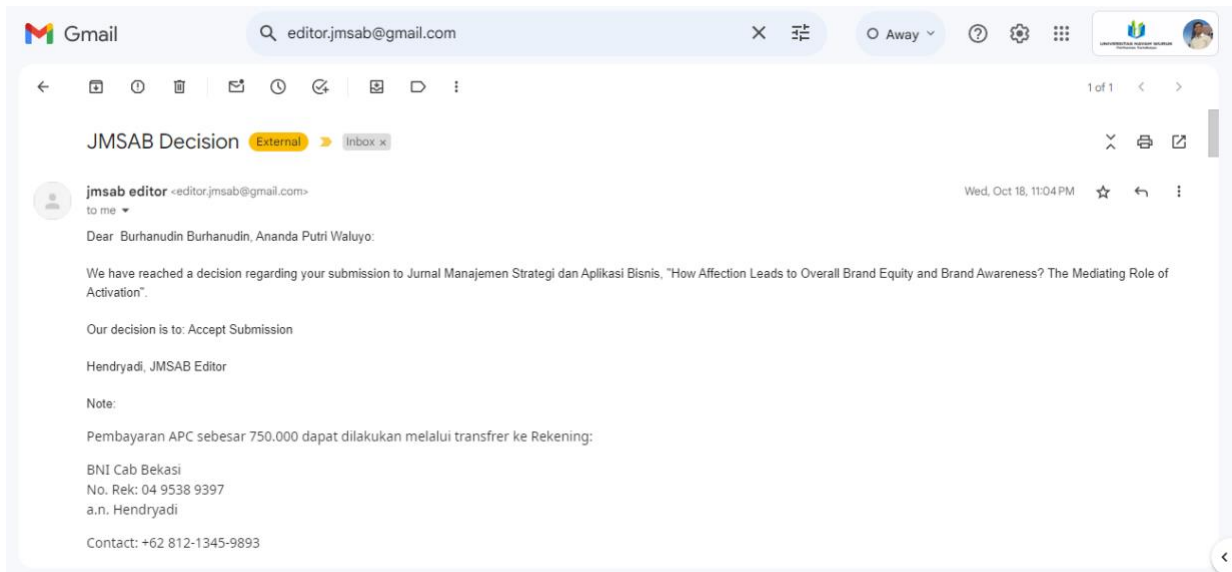 Gmail
editor.jmsab@gmail.com
Away
UNIVERSITAS HAYAM WURUK
1 of 1
JMSAB Decision External Inbox x
jmsab editor <editor.jmsab@gmail.com>
Wed, Oct 18, 11:04 PM
to me
Dear Burhanudin Burhanudin, Ananda Putri Waluyo:
We have reached a decision regarding your submission to Jurnal Manajemen Strategi dan Aplikasi Bisnis, "How Affection Leads to Overall Brand Equity and Brand Awareness? The Mediating Role of
Activation".
Our decision is to: Accept Submission
Hendryadi, JMSAB Editor
Note:
Pembayaran APC sebesar 750.000 dapat dilakukan melalui transfrer ke Rekening:
BNI Cab Bekasi
No. Rek: 04 9538 9397
a.n. Hendryadi
Contact: +62 812-1345-9893